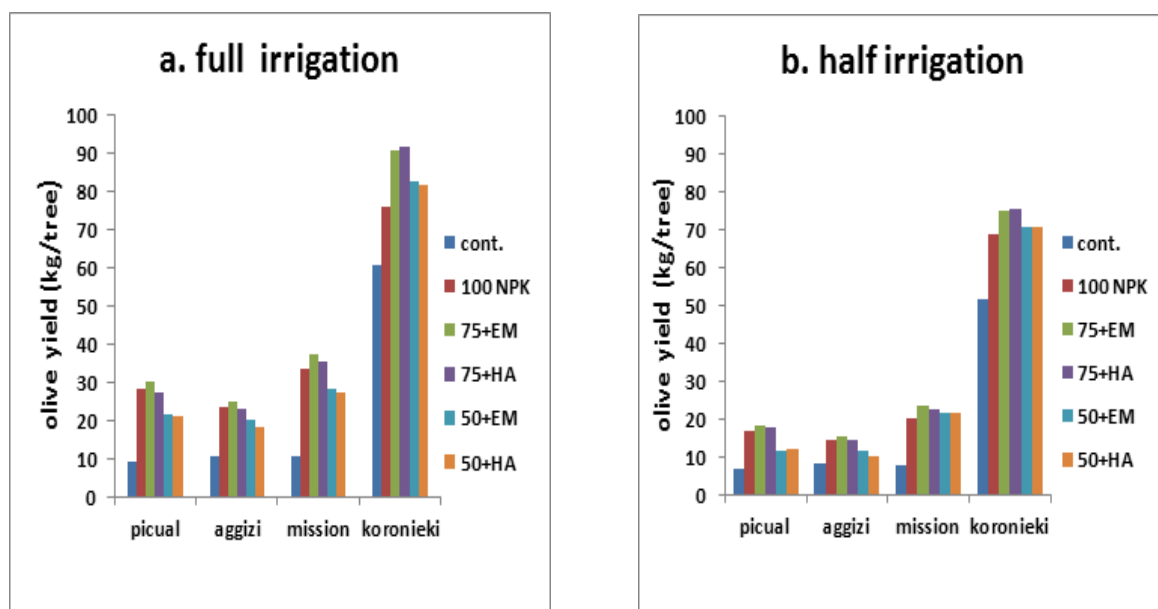 a. full irrigation
olive yield (kg/tree)
100
90
80
70
60
50
40
30
20
10
0
picual aggizi mission koronieki
cont.
100 NPK
75+EM
75+HA
50+EM
50+HA
b. half irrigation
olive yield (kg/tree)
100
90
80
70
60
50
40
30
20
10
0
picual aggizi mission koronieki
cont.
100 NPK
75+EM
75+HA
50+EM
50+HA